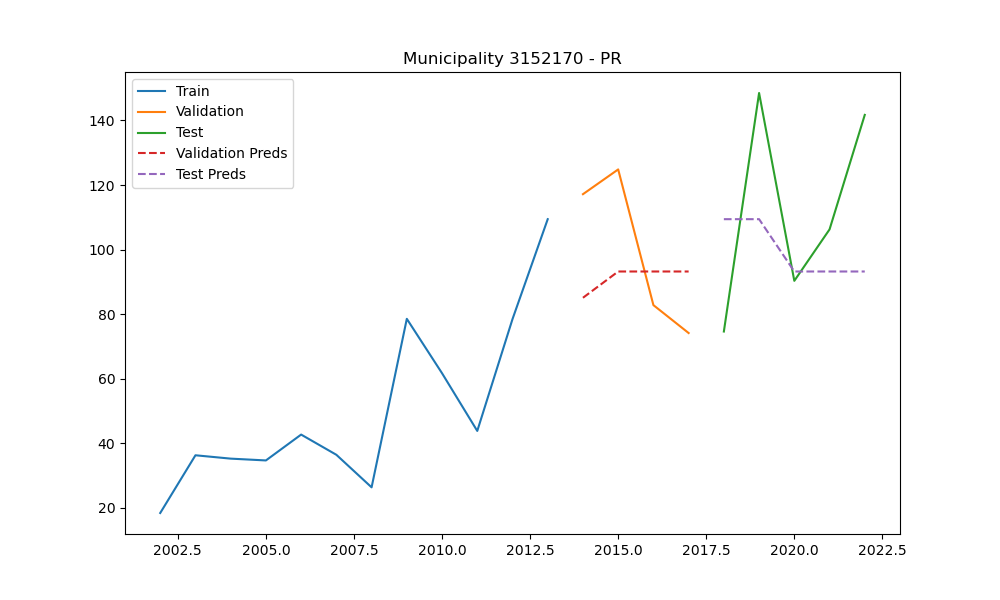 Municipality 3152170 - PR
Train
Validation
Test
Validation Preds
Test Preds
140
120
100
80
60
40
20
2002.5 2005.0 2007.5 2010.0 2012.5 2015.0 2017.5 2020.0 2022.5